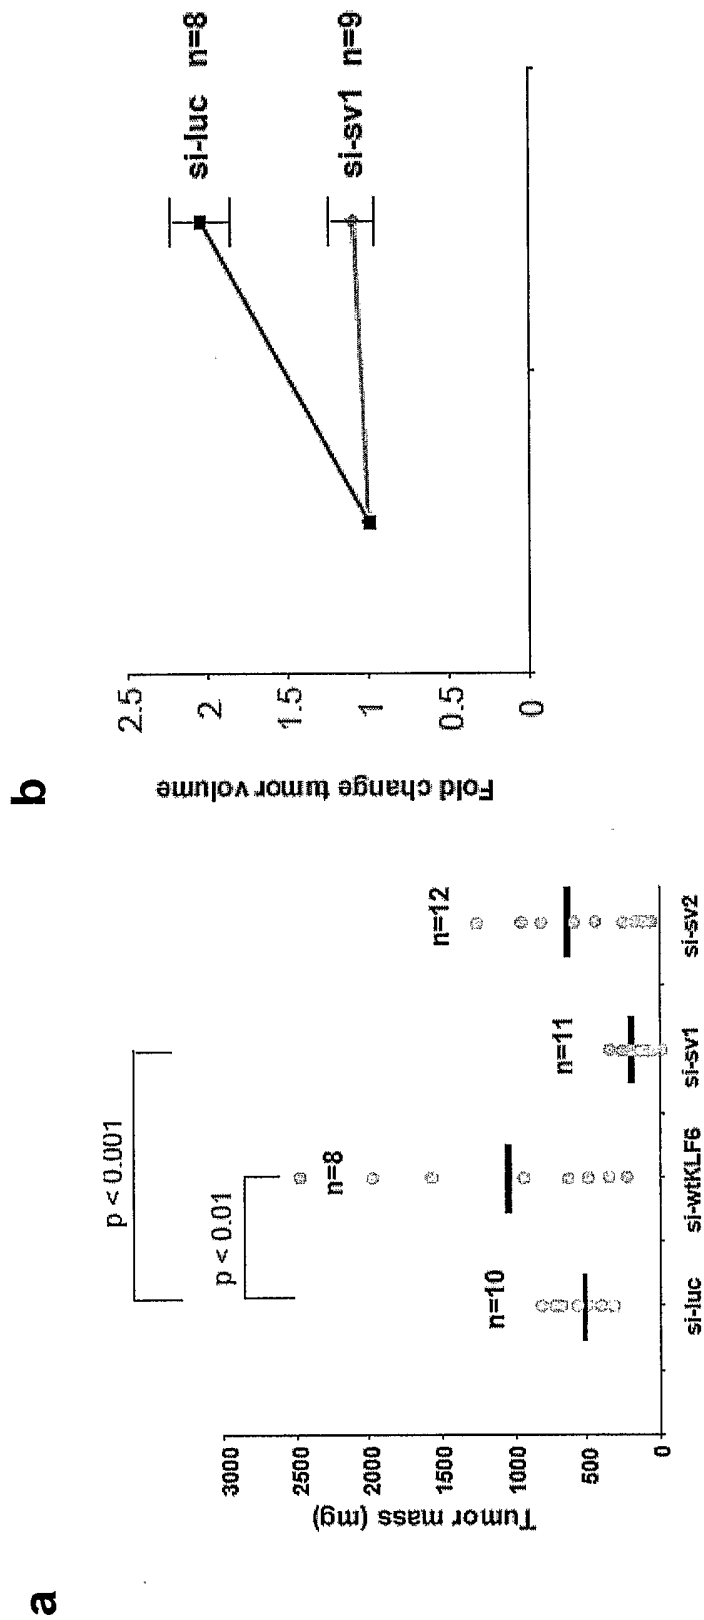 a
Tumor mass (mg)
3000
2500
2000
1500
1000
500
0
p < 0.001
p < 0.01
n=10
n=8
n=11
n=12
si-luc
si-wtKLF6
si-sv1
si-sv2
b
Fold change tumor volume
2.5
2
1.5
1
0.5
0
si-luc n=8
si-sv1 n=9